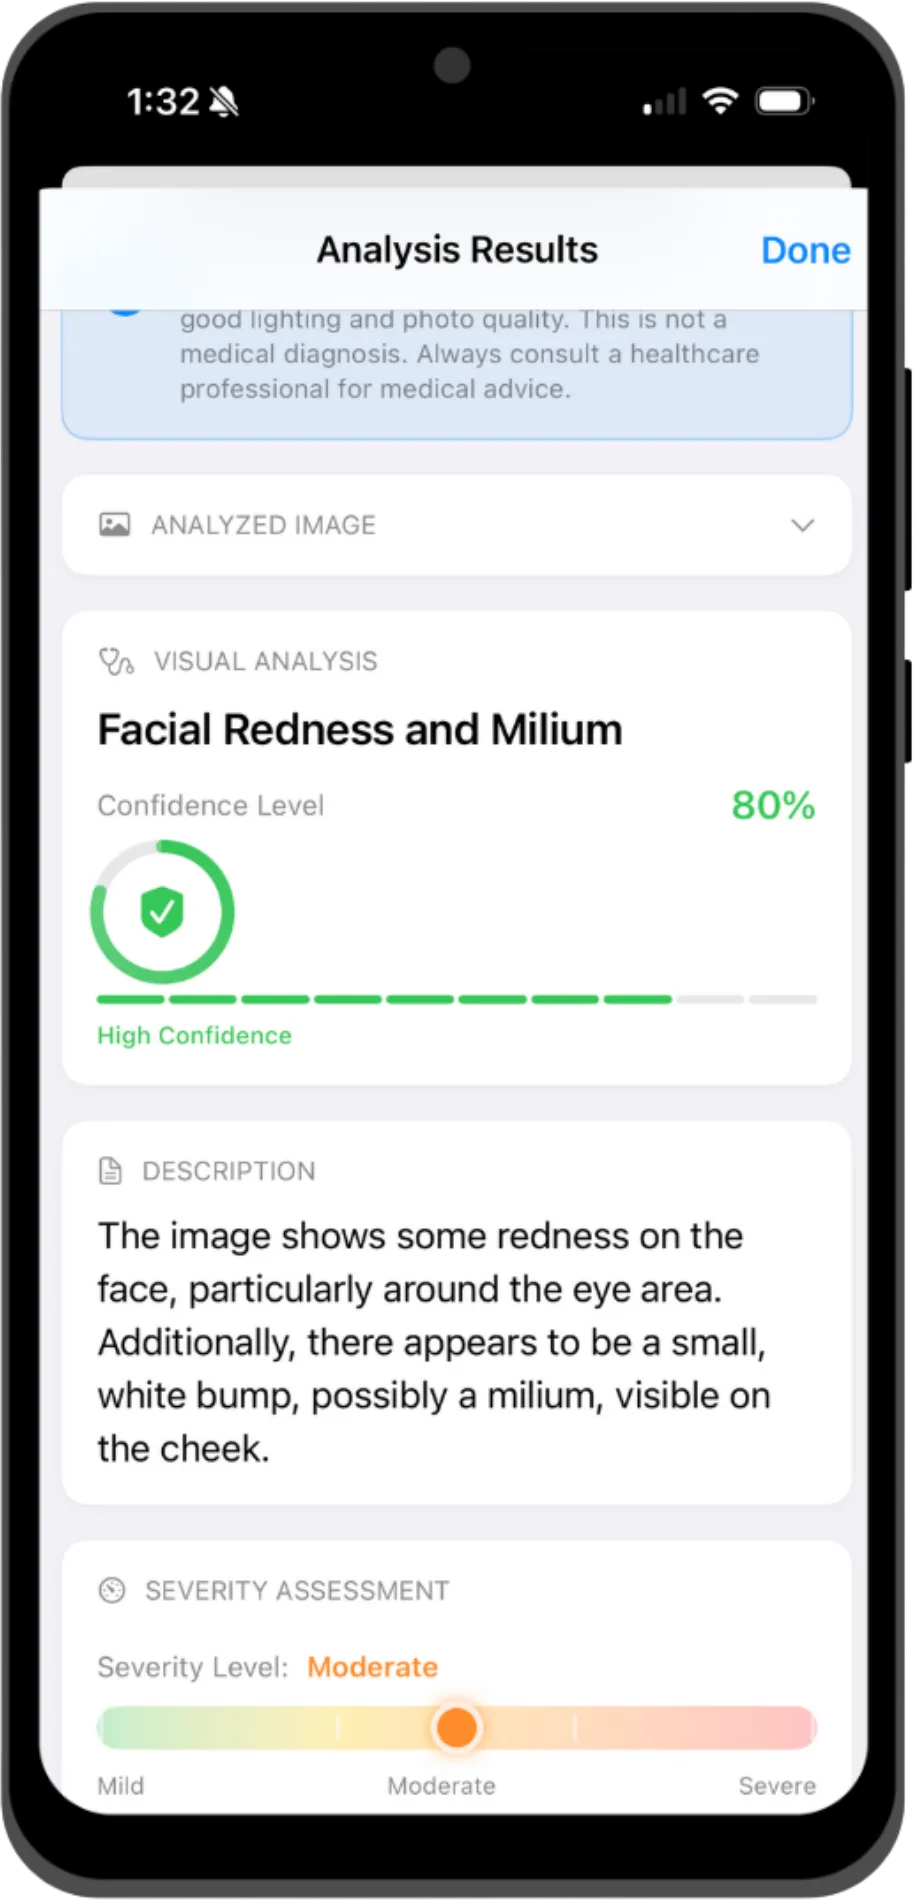 1:32
Analysis Results
Done
good lighting and photo quality. This is not a
medical diagnosis. Always consult a healthcare
professional for medical advice.
ANALYZED IMAGE
VISUAL ANALYSIS
Facial Redness and Milium
Confidence Level
80%
High Confidence
DESCRIPTION
The image shows some redness on the
face, particularly around the eye area.
Additionally, there appears to be a small,
white bump, possibly a milium, visible on
the cheek.
SEVERITY ASSESSMENT
Severity Level: Moderate
Mild
Moderate
Severe